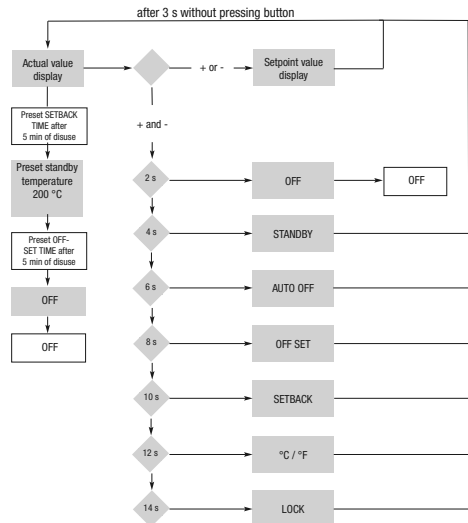 after 3 s without pressing button
Actual value
display
+ or -
Setpoint value
display
Preset SETBACK
TIME after
5 min of disuse
+ and -
Preset standby
temperature
200 °C
2 s
OFF
OFF
Preset OFF-
SET TIME after
5 min of disuse
4 s
STANDBY
OFF
6 s
AUTO OFF
OFF
8 s
OFF SET
10 s
SETBACK
12 s
°C / °F
14 s
LOCK